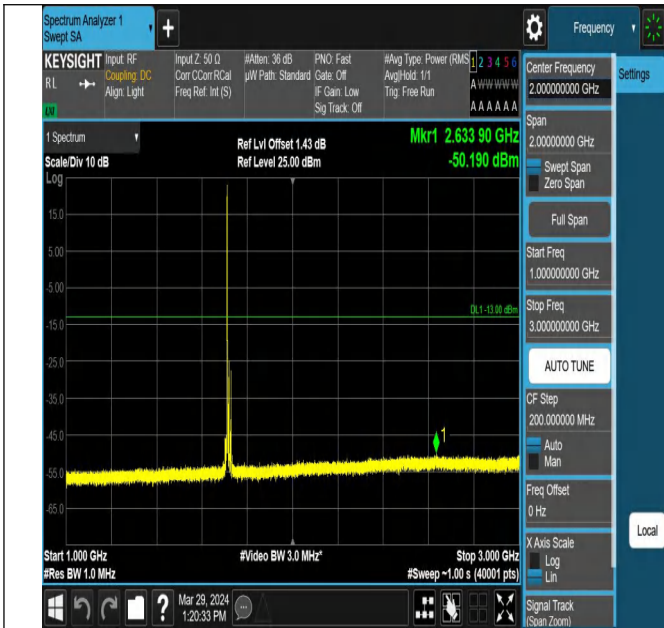 Spectrum Analyzer 1
Swept SA
Frequency
KEYSIGHT
RL
LXI
Input: RF
Coupling: DC
Align: Light
Input Z: 50 Ω
Corr CCorr RCal
Freq Ref: Int (S)
#Atten: 36 dB
µW Path: Standard
PNO: Fast
Gate: Off
IF Gain: Low
Sig Track: Off
#Avg Type: Power (RMS
Avg|Hold: 1/1
Trig: Free Run
1 2 3 4 5 6
A W W W W W
A A A A A A
1 Spectrum
Scale/Div 10 dB
Ref Lvl Offset 1.43 dB
Ref Level 25.00 dBm
Mkr1 2.633 90 GHz
-50.190 dBm
Log
15.0
5.00
-5.00
DL1 -13.00 dBm
-15.0
-25.0
-35.0
1
-45.0
-55.0
-65.0
Start 1.000 GHz
#Video BW 3.0 MHz*
Stop 3.000 GHz
#Res BW 1.0 MHz
#Sweep ~1.00 s (40001 pts)
Mar 29, 2024
1:20:33 PM
?
Center Frequency
2.00000000 GHz
Settings
Span
2.00000000 GHz
Swept Span
Zero Span
Full Span
Start Freq
1.000000000 GHz
Stop Freq
3.000000000 GHz
AUTO TUNE
CF Step
200.000000 MHz
Auto
Man
Freq Offset
0 Hz
X Axis Scale
Log
Lin
Local
Signal Track
(Span Zoom)